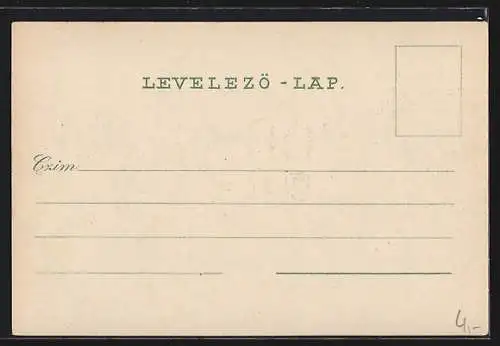 LEVELEZÖ - LAP.
Czim
4,-